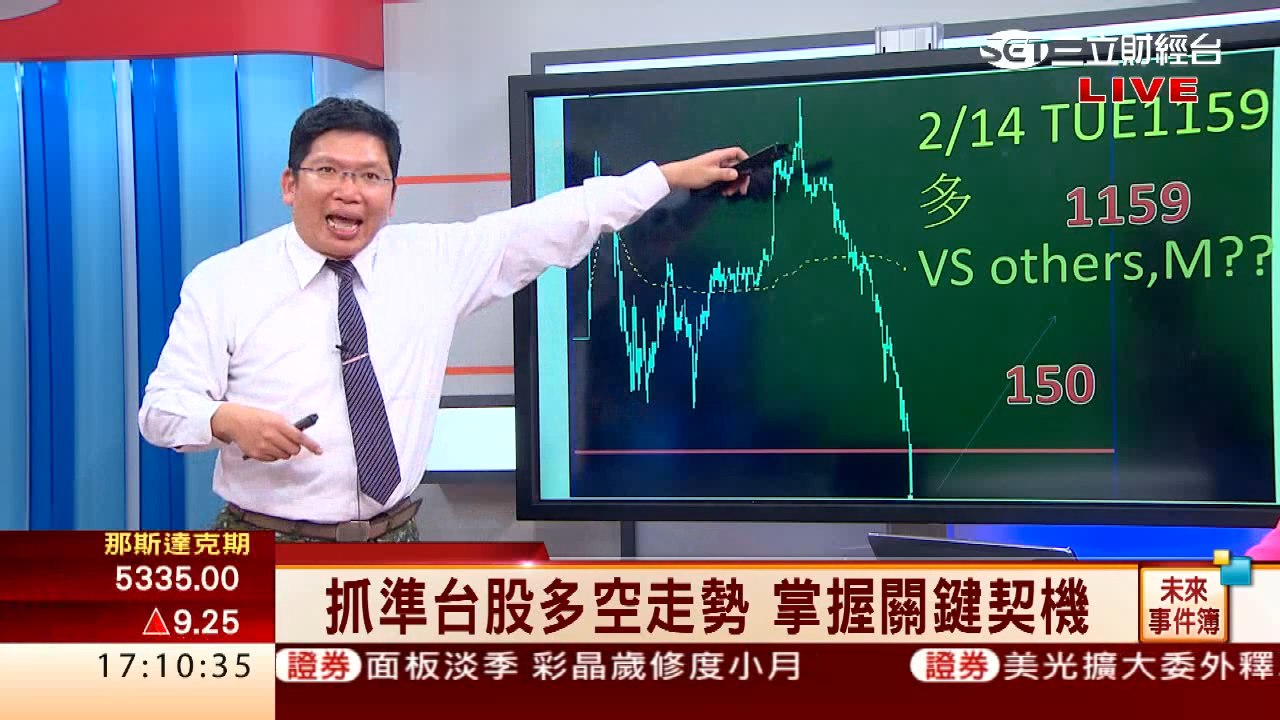 SET三立財經台
LIVE
2/14 TUE1159
多
1159
VS others,M??
150
那斯達克期
5335.00
△9.25
17:10:35
抓準台股多空走勢 掌握關鍵契機
未來
事件簿
證券 面板淡季 彩晶歲修度小月
證券 美光擴大委外釋